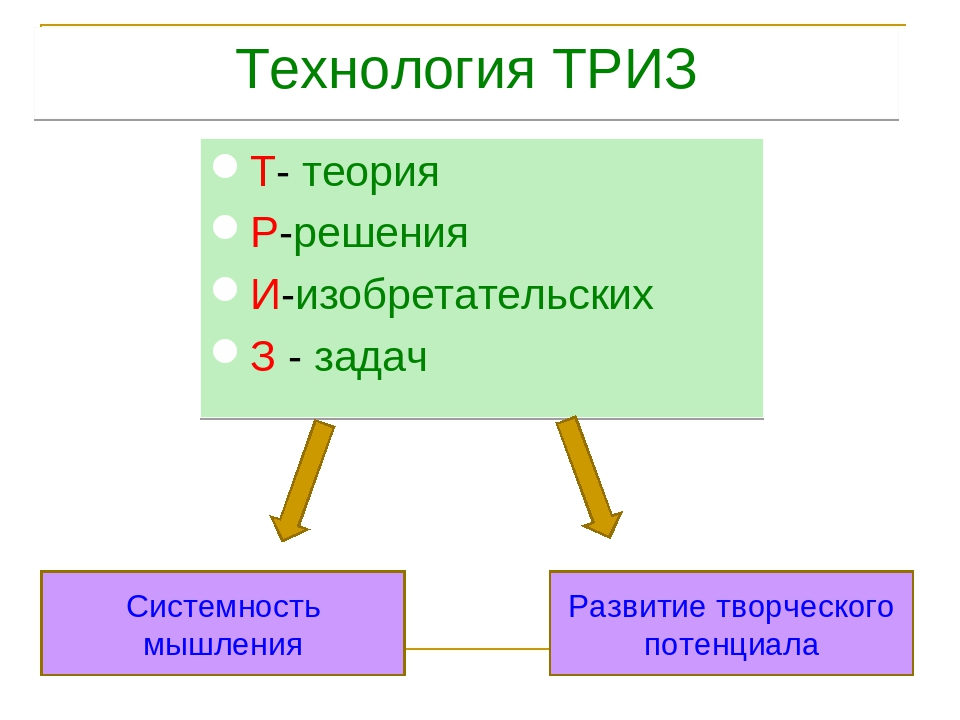 Технология ТРИЗ
Т- теория
Р-решения
И-изобретательских
З - задач
Системность
мышления
Развитие творческого
потенциала